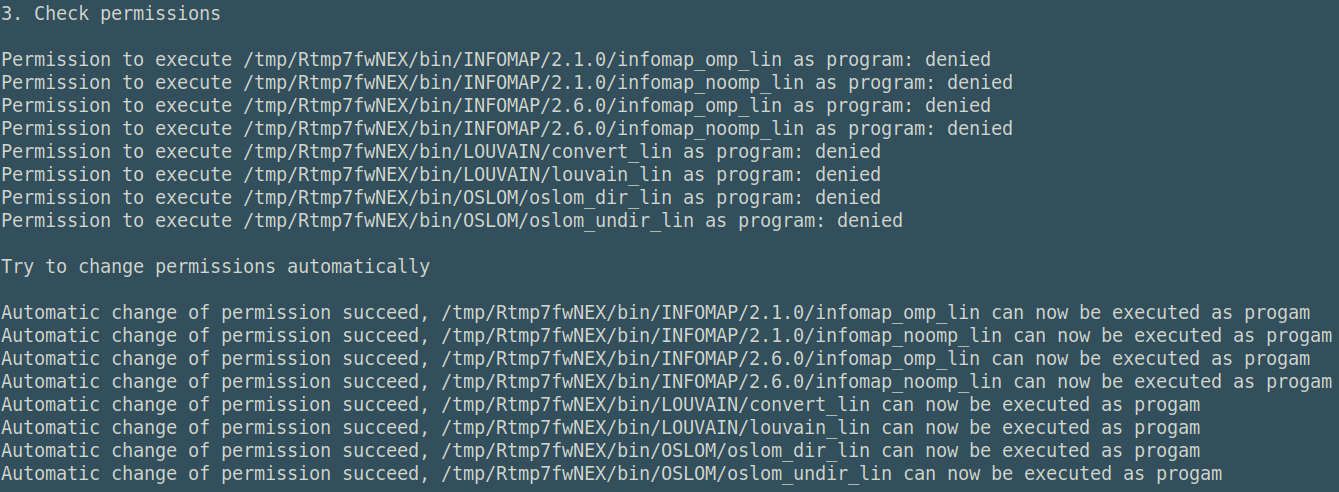 3. Check permissions
Permission to execute /tmp/Rtmp7fwNEX/bin/INFOMAP/2.1.0/infomap_omp_lin as program: denied
Permission to execute /tmp/Rtmp7fwNEX/bin/INFOMAP/2.1.0/infomap_noomp_lin as program: denied
Permission to execute /tmp/Rtmp7fwNEX/bin/INFOMAP/2.6.0/infomap_omp_lin as program: denied
Permission to execute /tmp/Rtmp7fwNEX/bin/INFOMAP/2.6.0/infomap_noomp_lin as program: denied
Permission to execute /tmp/Rtmp7fwNEX/bin/LOUVAIN/convert_lin as program: denied
Permission to execute /tmp/Rtmp7fwNEX/bin/LOUVAIN/louvain_lin as program: denied
Permission to execute /tmp/Rtmp7fwNEX/bin/OSLOM/oslom_dir_lin as program: denied
Permission to execute /tmp/Rtmp7fwNEX/bin/OSLOM/oslom_undir_lin as program: denied
Try to change permissions automatically
Automatic change of permission succeed, /tmp/Rtmp7fwNEX/bin/INFOMAP/2.1.0/infomap_omp_lin can now be executed as progam
Automatic change of permission succeed, /tmp/Rtmp7fwNEX/bin/INFOMAP/2.1.0/infomap_noomp_lin can now be executed as progam
Automatic change of permission succeed, /tmp/Rtmp7fwNEX/bin/INFOMAP/2.6.0/infomap_omp_lin can now be executed as progam
Automatic change of permission succeed, /tmp/Rtmp7fwNEX/bin/INFOMAP/2.6.0/infomap_noomp_lin can now be executed as progam
Automatic change of permission succeed, /tmp/Rtmp7fwNEX/bin/LOUVAIN/convert_lin can now be executed as progam
Automatic change of permission succeed, /tmp/Rtmp7fwNEX/bin/LOUVAIN/louvain_lin can now be executed as progam
Automatic change of permission succeed, /tmp/Rtmp7fwNEX/bin/OSLOM/oslom_dir_lin can now be executed as progam
Automatic change of permission succeed, /tmp/Rtmp7fwNEX/bin/OSLOM/oslom_undir_lin can now be executed as progam